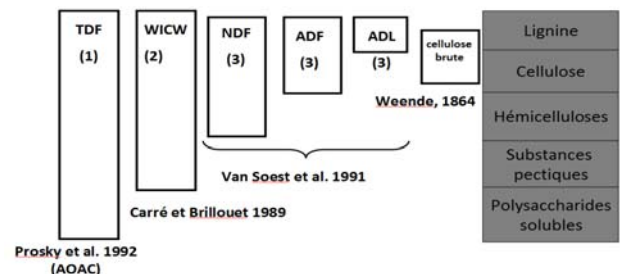 TDF
(1)
WICW
(2)
NDF
(3)
ADF
(3)
ADL
(3)
cellulose
brute
Weende, 1864
Van Soest et al. 1991
Carré et Brillouet 1989
Prosky et al. 1992
(AOAC)
Lignine
Cellulose
Hémicelluloses
Substances
pectiques
Polysaccharides
solubles